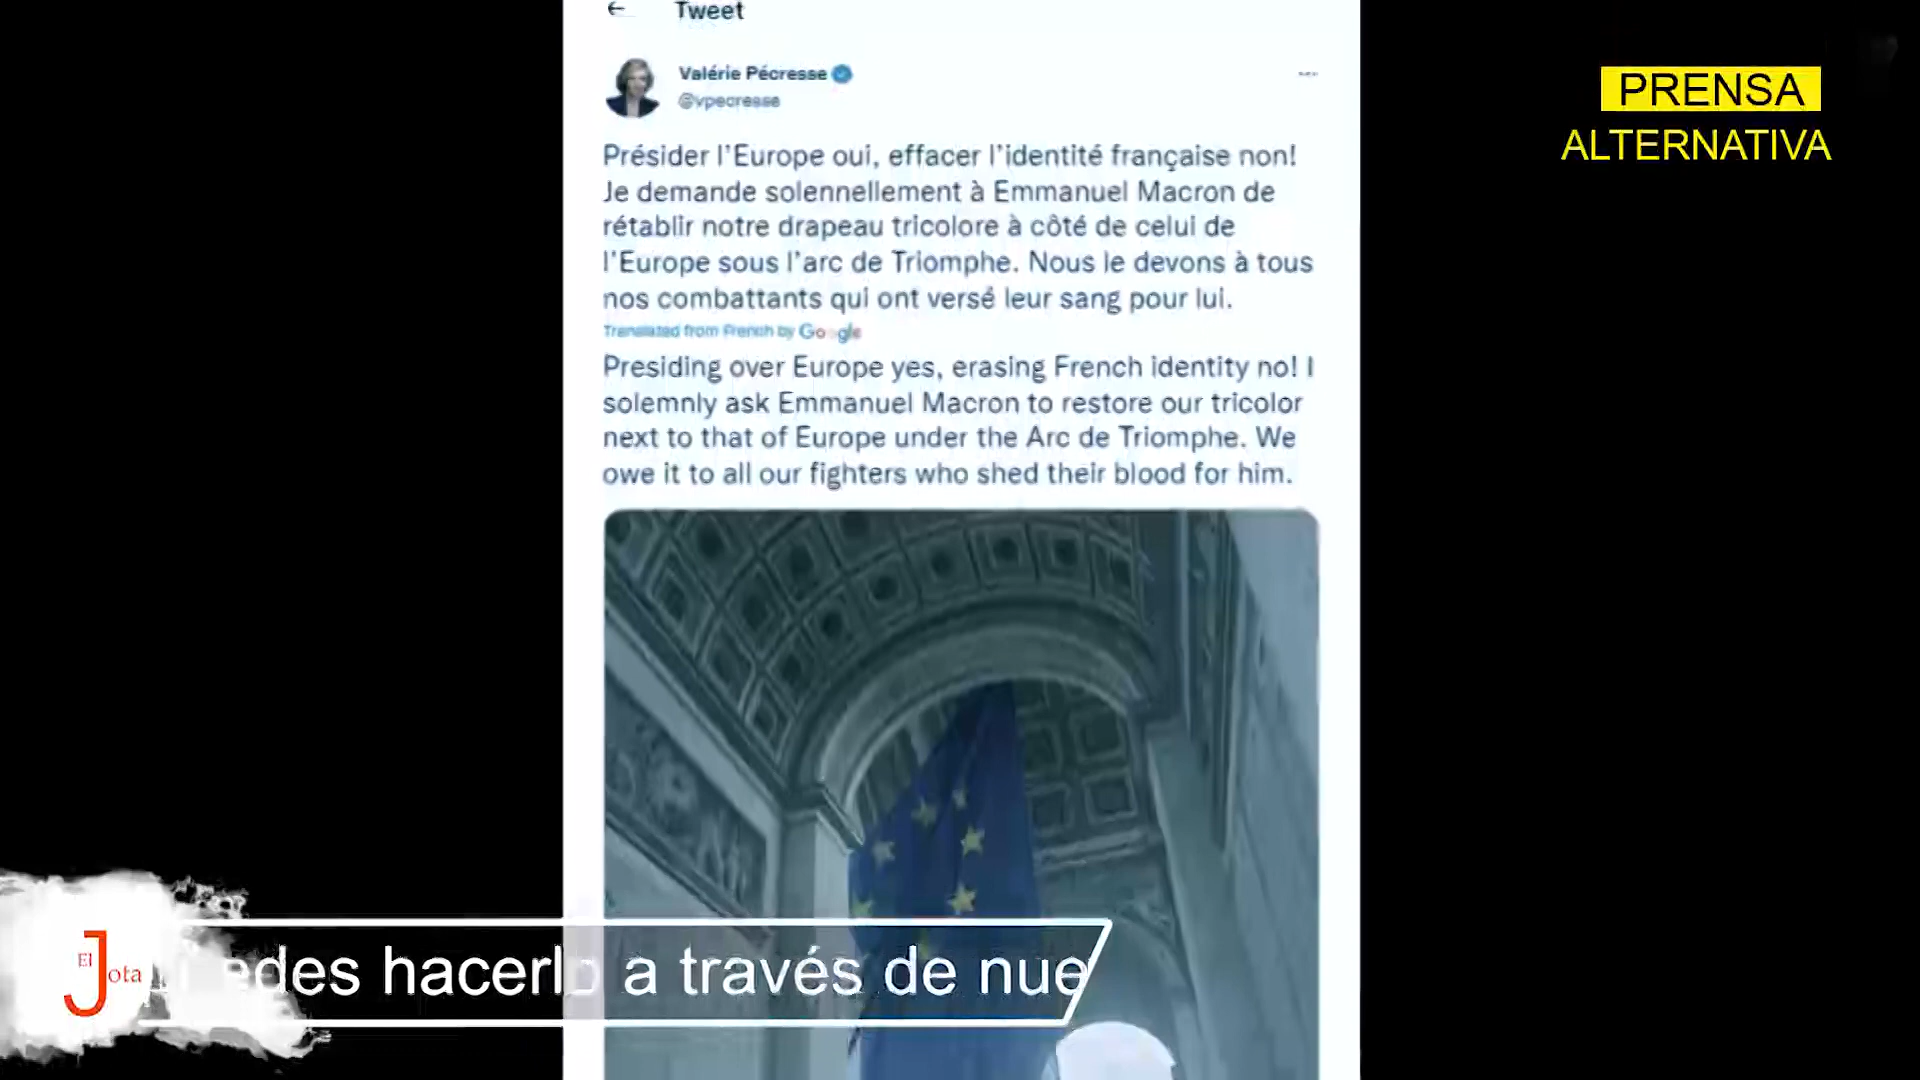 Tweet
Valérie Pécresse
@vpecresse
Présider l'Europe oui, effacer l'identité française non!
Je demande solennellement à Emmanuel Macron de
rétablir notre drapeau tricolore à côté de celui de
l'Europe sous l'arc de Triomphe. Nous le devons à tous
nos combattants qui ont versé leur sang pour lui.
Translated from French by Google
Presiding over Europe yes, erasing French identity no! I
solemnly ask Emmanuel Macron to restore our tricolor
next to that of Europe under the Arc de Triomphe. We
owe it to all our fighters who shed their blood for him.
PRENSA
ALTERNATIVA
El Jota
hacerlo a través de nue